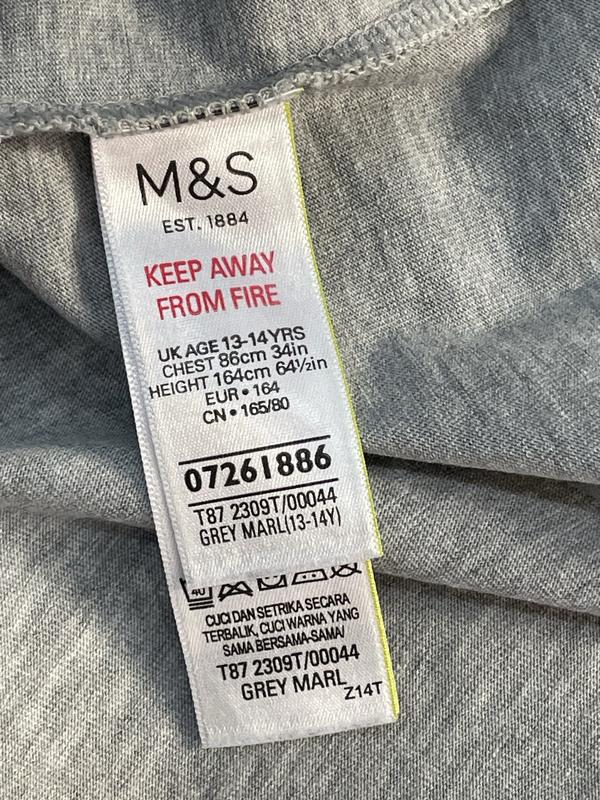 M&S
EST. 1884
KEEP AWAY
FROM FIRE
UK AGE 13-14YRS
CHEST 86cm 34in
HEIGHT 164cm 64½in
EUR • 164
CN • 165/80
07261886
T87 2309T/00044
GREY MARL(13-14Y)
40
CUCI DAN SETRIKA SECARA
TERBALIK, CUCI WARNA YANG
SAMA BERSAMA-SAMA/
T87 2309T/00044
GREY MARL
Z14T